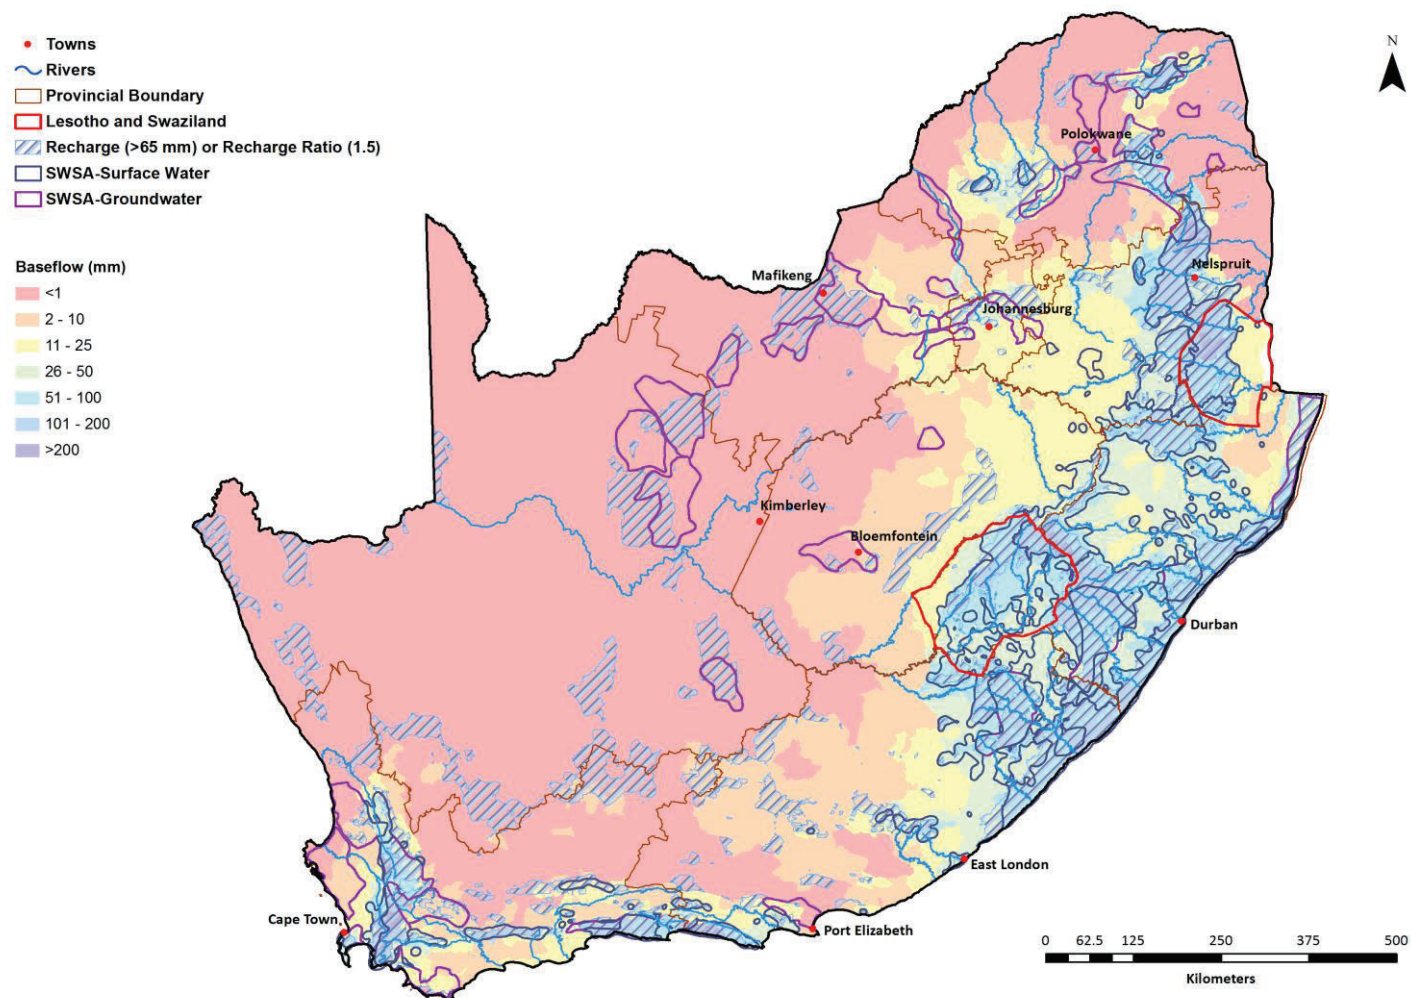 Towns
Rivers
Provincial Boundary
Lesotho and Swaziland
Recharge (>65 mm) or Recharge Ratio (1.5)
SWSA-Surface Water
SWSA-Groundwater
Baseflow (mm)
<1
2 - 10
11 - 25
26 - 50
51 - 100
101 - 200
>200
N
Polokwane
Nelspruit
Mafikeng
Johannesburg
Kimberley
Bloemfontein
Durban
East London
Cape Town
Port Elizabeth
0 62.5 125 250 375 500
Kilometers